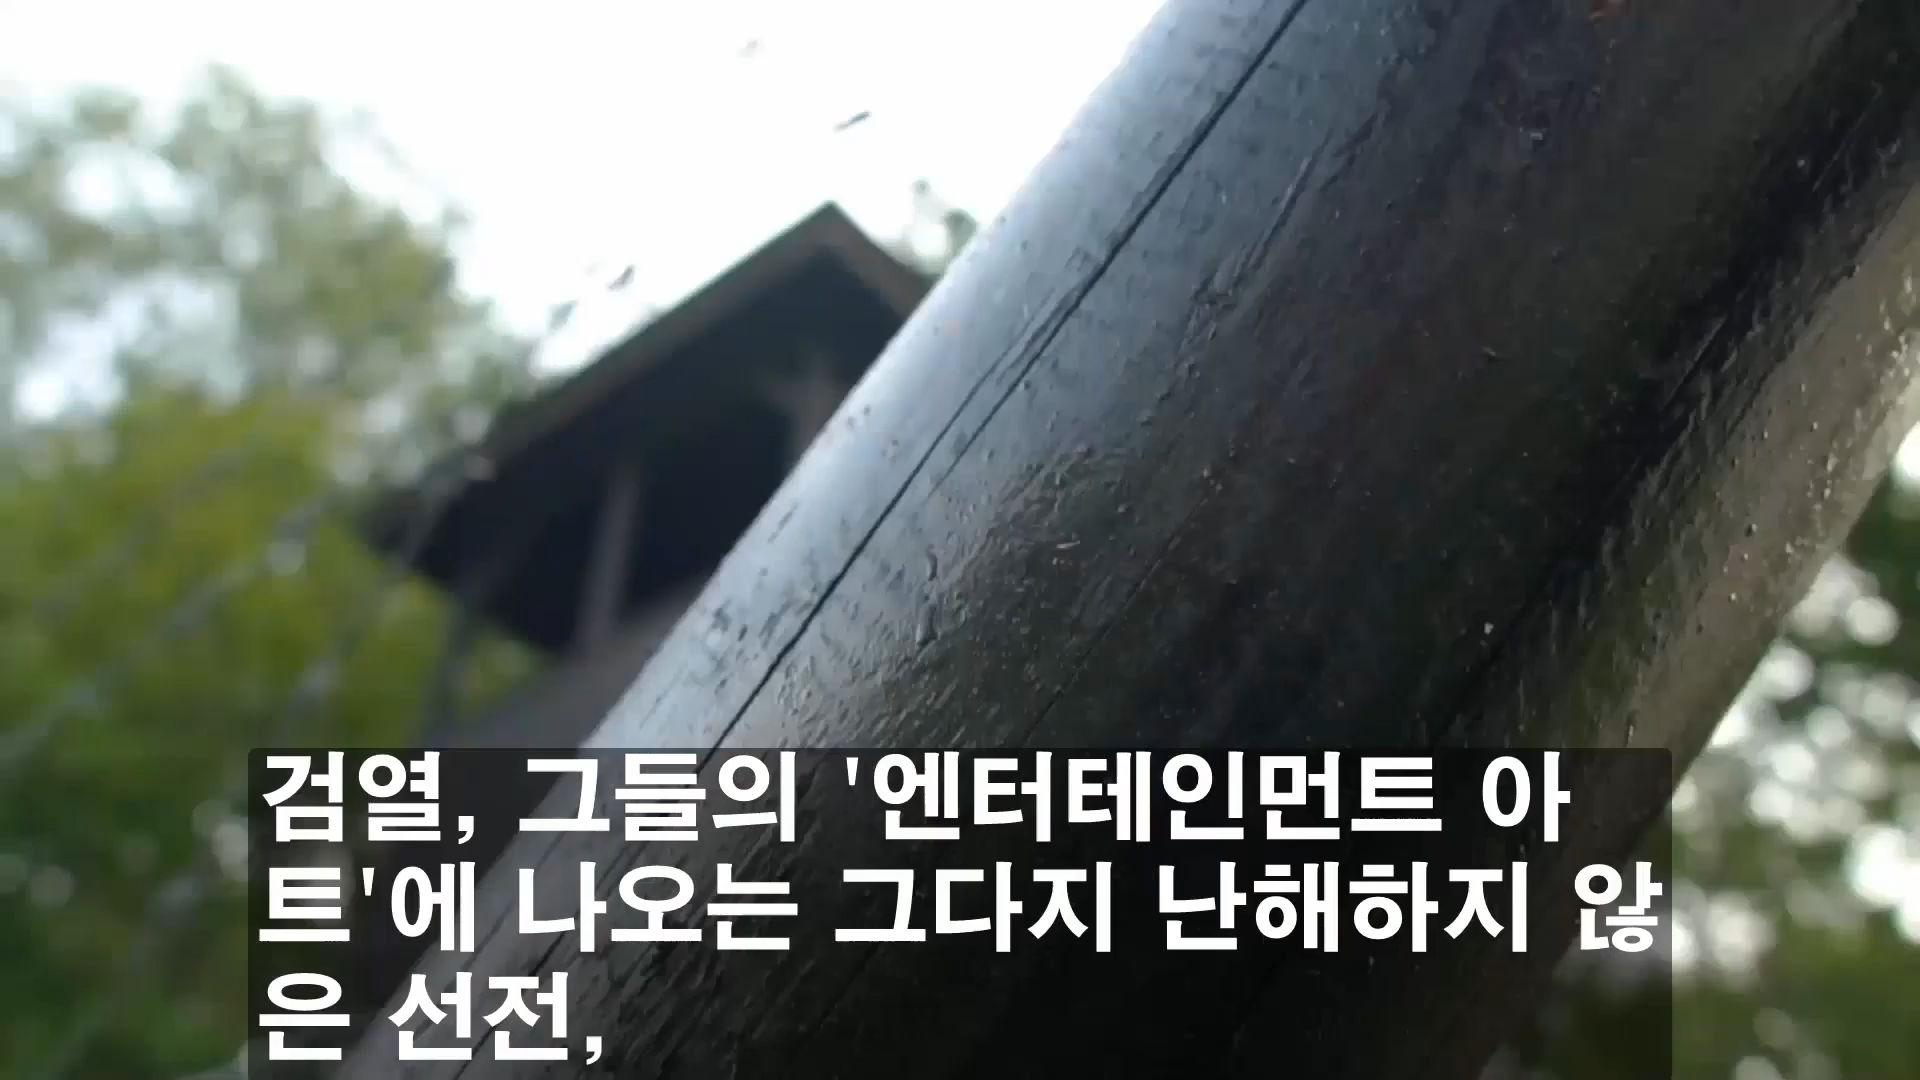 검열, 그들의 '엔터테인먼트 아
트'에 나오는 그다지 난해하지 않
은 선전,